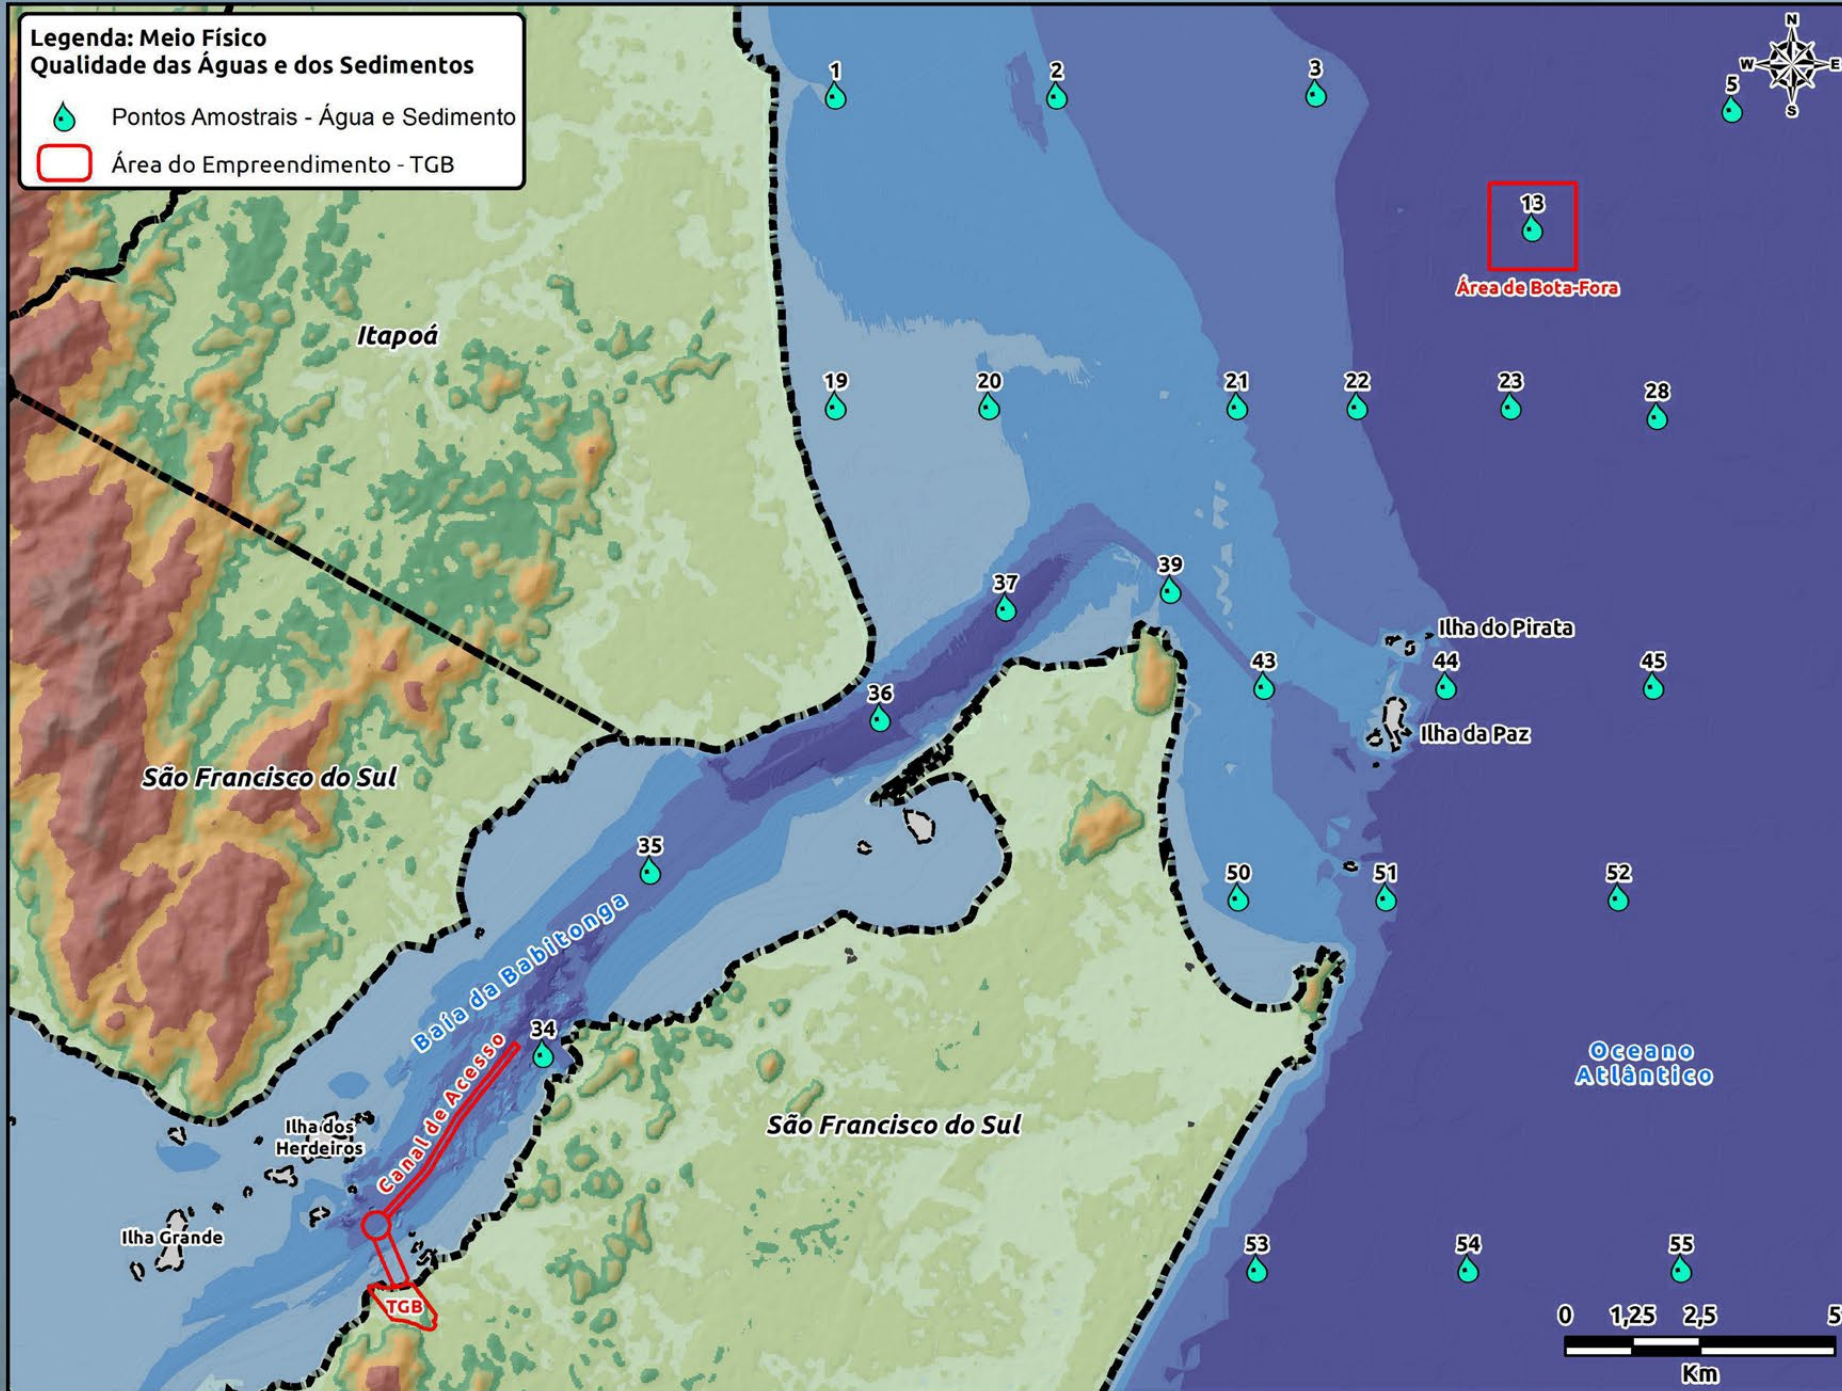 Legenda: Meio Físico
Qualidade das Águas e dos Sedimentos
Pontos Amostrais - Água e Sedimento
Área do Empreendimento - TGB
N
W E
S
1
2
3
5
13
Área de Bota-Fora
Itapoá
19
20
21
22
23
28
37
39
Ilha do Pirata
43
44
45
36
Ilha da Paz
São Francisco do Sul
35
50
51
52
Baía da Babitonga
34
Canal de Acesso
Oceano
Atlântico
Ilha dos
Herdeiros
São Francisco do Sul
Ilha Grande
53
54
55
TGB
0 1,25 2,5 5
Km